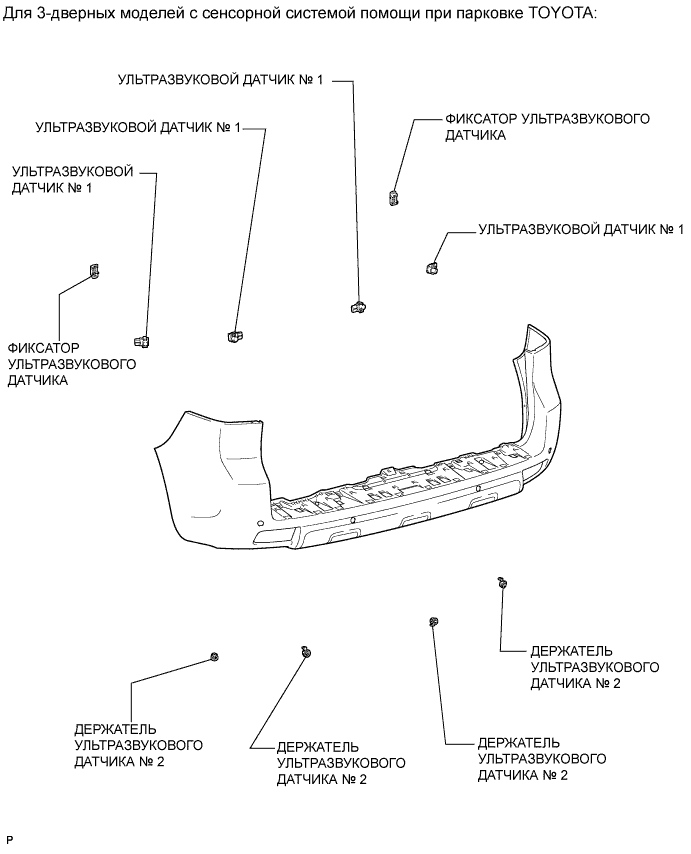 Для 3-дверных моделей с сенсорной системой помощи при парковке TOYOTA:
УЛЬТРАЗВУКОВОЙ ДАТЧИК № 1
ФИКСАТОР УЛЬТРАЗВУКОВОГО
ДАТЧИКА
УЛЬТРАЗВУКОВОЙ ДАТЧИК № 1
УЛЬТРАЗВУКОВОЙ
ДАТЧИК № 1
УЛЬТРАЗВУКОВОЙ ДАТЧИК № 1
ФИКСАТОР
УЛЬТРАЗВУКОВОГО
ДАТЧИКА
ДЕРЖАТЕЛЬ
УЛЬТРАЗВУКОВОГО
ДАТЧИКА № 2
ДЕРЖАТЕЛЬ
УЛЬТРАЗВУКОВОГО
ДАТЧИКА № 2
ДЕРЖАТЕЛЬ
УЛЬТРАЗВУКОВОГО
ДАТЧИКА № 2
ДЕРЖАТЕЛЬ
УЛЬТРАЗВУКОВОГО
ДАТЧИКА № 2
P